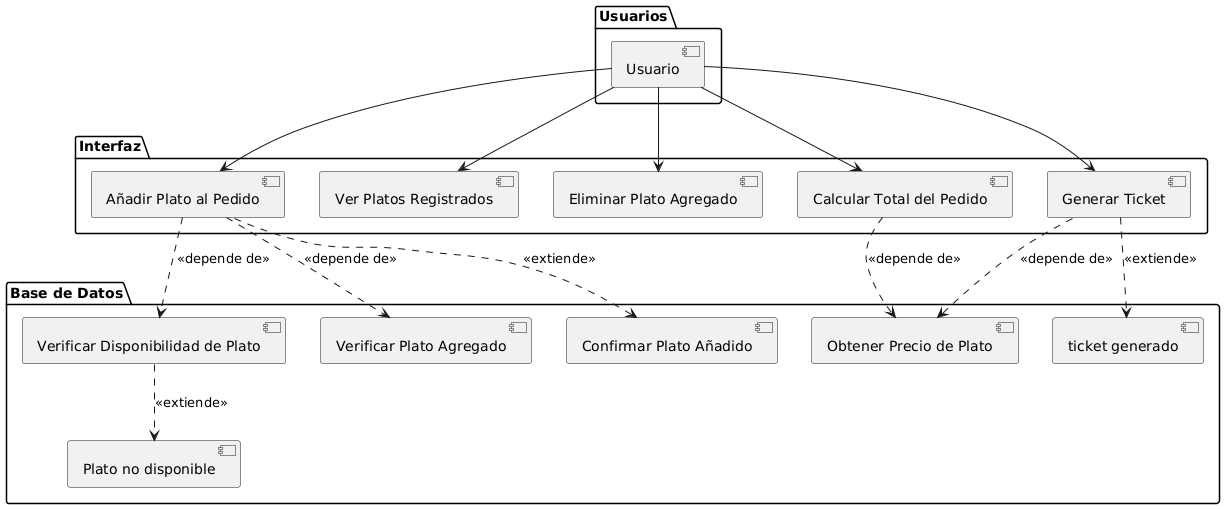 Usuarios
Usuario
Interfaz
Añadir Plato al Pedido
Ver Platos Registrados
Eliminar Plato Agregado
Calcular Total del Pedido
Generar Ticket
«depende de»
«depende de»
«extiende»
«depende de»
«depende de»
«extiende»
Base de Datos
Verificar Disponibilidad de Plato
Verificar Plato Agregado
Confirmar Plato Añadido
Obtener Precio de Plato
ticket generado
«extiende»
Plato no disponible